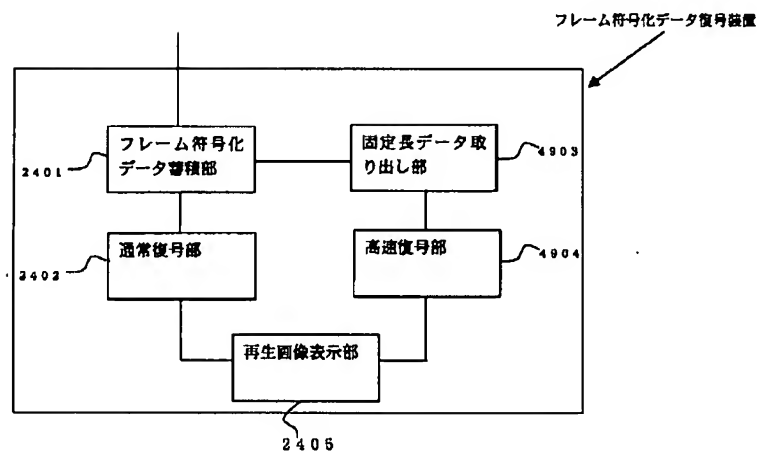 フレーム符号化データ復号装置
フレーム符号化
データ蓄積部
2401
固定長データ取
り出し部
4903
通常復号部
2402
高速復号部
4904
再生画像表示部
2405